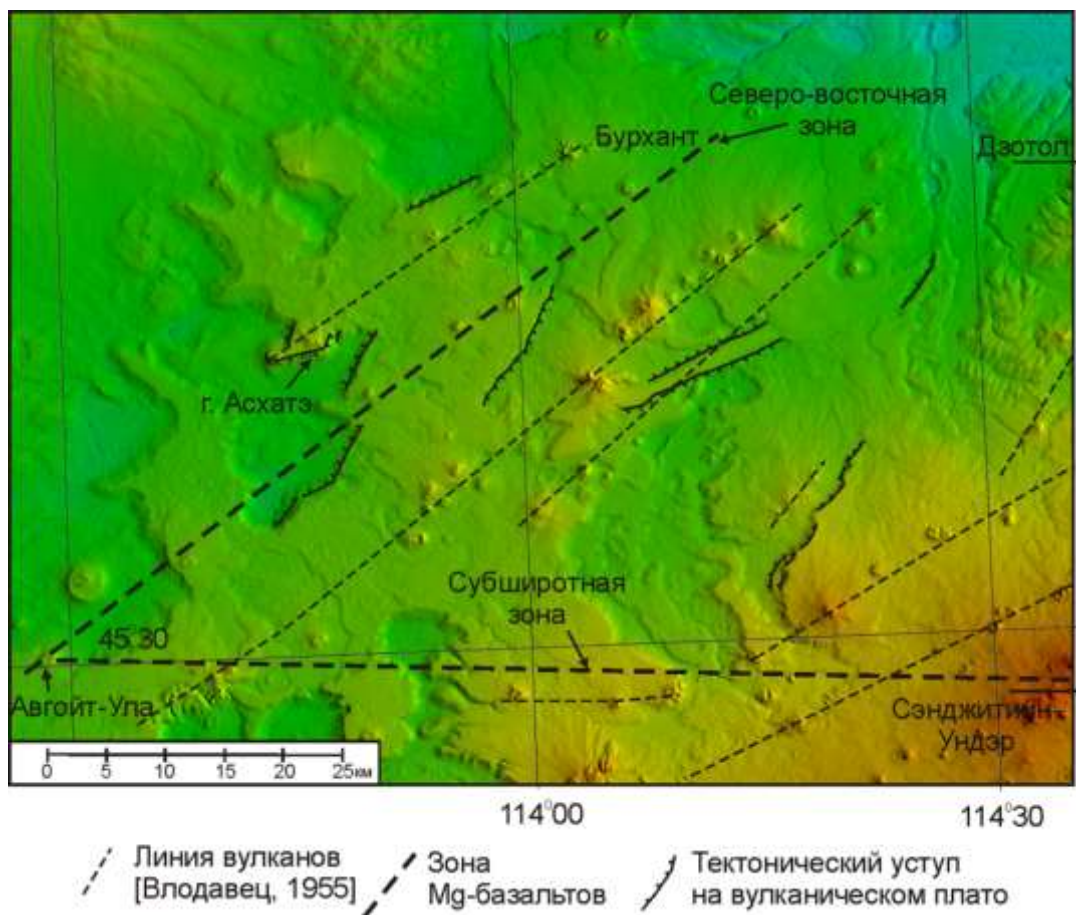 Северо-восточная
зона
Бурхант
Дзотол
г. Асхатэ
Субширотная
зона
45°30
Авгойт-Ула
Сэнджитийн-
Ундэр
0 5 10 15 20 25км
114°00
114°30
Линия вулканов
[Влодавец, 1955]
Зона
Mg-базальтов
Тектонический уступ
на вулканическом плато